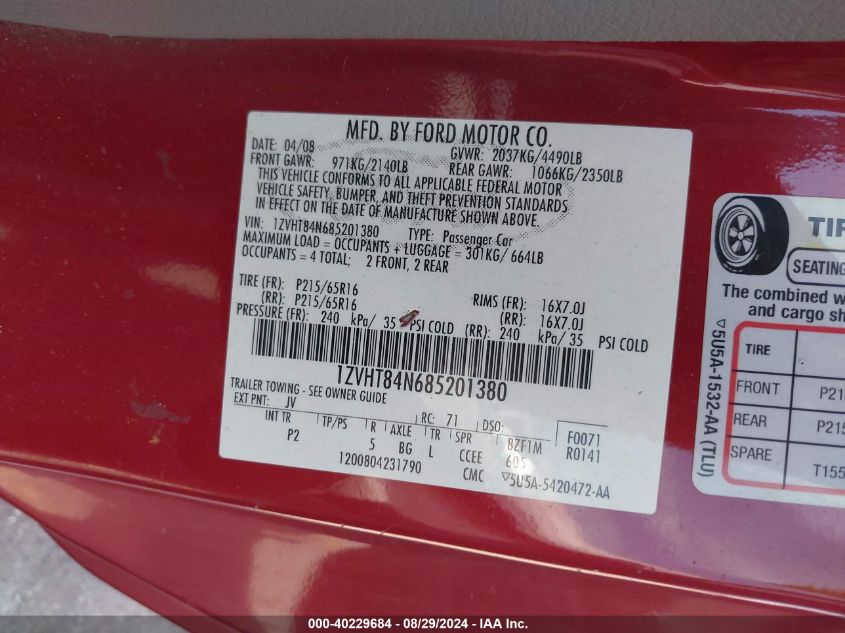 MFD. BY FORD MOTOR CO.
DATE: 04/08 GVWR: 2037KG/4490LB
FRONT GAWR: 971KG/2140LB REAR GAWR: 1066KG/2350LB
THIS VEHICLE CONFORMS TO ALL APPLICABLE FEDERAL MOTOR
VEHICLE SAFETY, BUMPER, AND THEFT PREVENTION STANDARDS
IN EFFECT ON THE DATE OF MANUFACTURE SHOWN ABOVE.
VIN: 1ZVHT84N685201380 TYPE: Passenger Car
MAXIMUM LOAD = OCCUPANTS + LUGGAGE = 301KG/ 664LB
OCCUPANTS = 4 TOTAL; 2 FRONT, 2 REAR
TIRE (FR): P215/65R16 RIMS (FR): 16X7.0J
(RR): P215/65R16 (RR): 16X7.0J
PRESSURE (FR): 240 kPa/ 35 PSI COLD (RR): 240 kPa/ 35 PSI COLD
1ZVHT84N685201380
TRAILER TOWING - SEE OWNER GUIDE
EXT PNT: JV RC: 71 DSO: F0071
INT TR TP/PS R AXLE TR SPR 8ZF1M R0141
P2 5 BG L CCEE 605
1200804231790 CMC ▽5U5A-5420472-AA
TIR
SEATING
The combined w
and cargo sh
TIRE
FRONT P21
REAR P215
SPARE T155
▽5U5A-1532-AA (TLU)
000-40229684 - 08/29/2024 - IAA Inc.